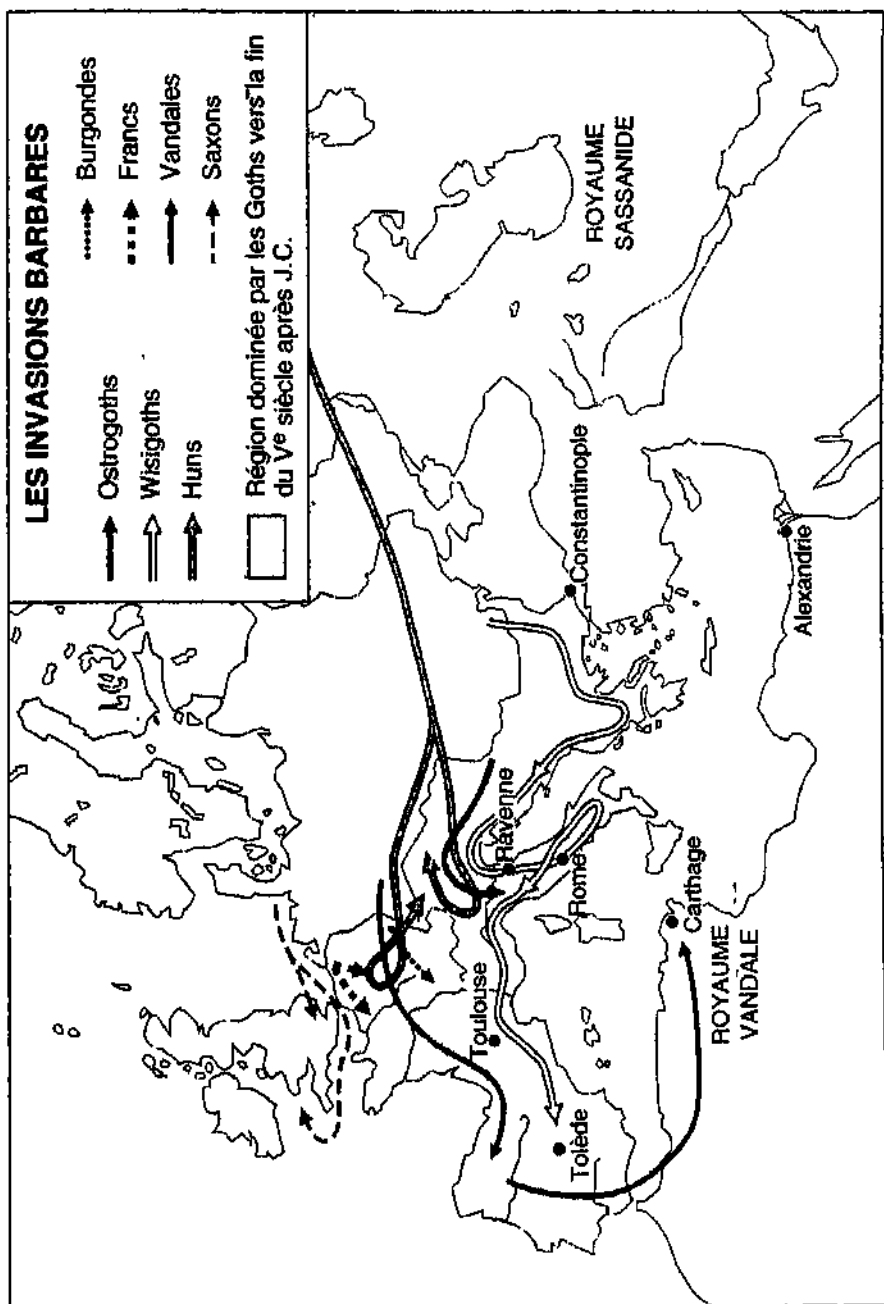 LES INVASIONS BARBARES
Ostrogoths
Wisigoths
Huns
Burgondes
Francs
Vandales
Saxons
Région dominée par les Goths vers la fin
du Ve siècle après J.C.
ROYAUME
SASSANIDE
Constantinople
Alexandrie
Ravenne
Rome
Carthage
Toulouse
ROYAUME
VANDALE
Tolède